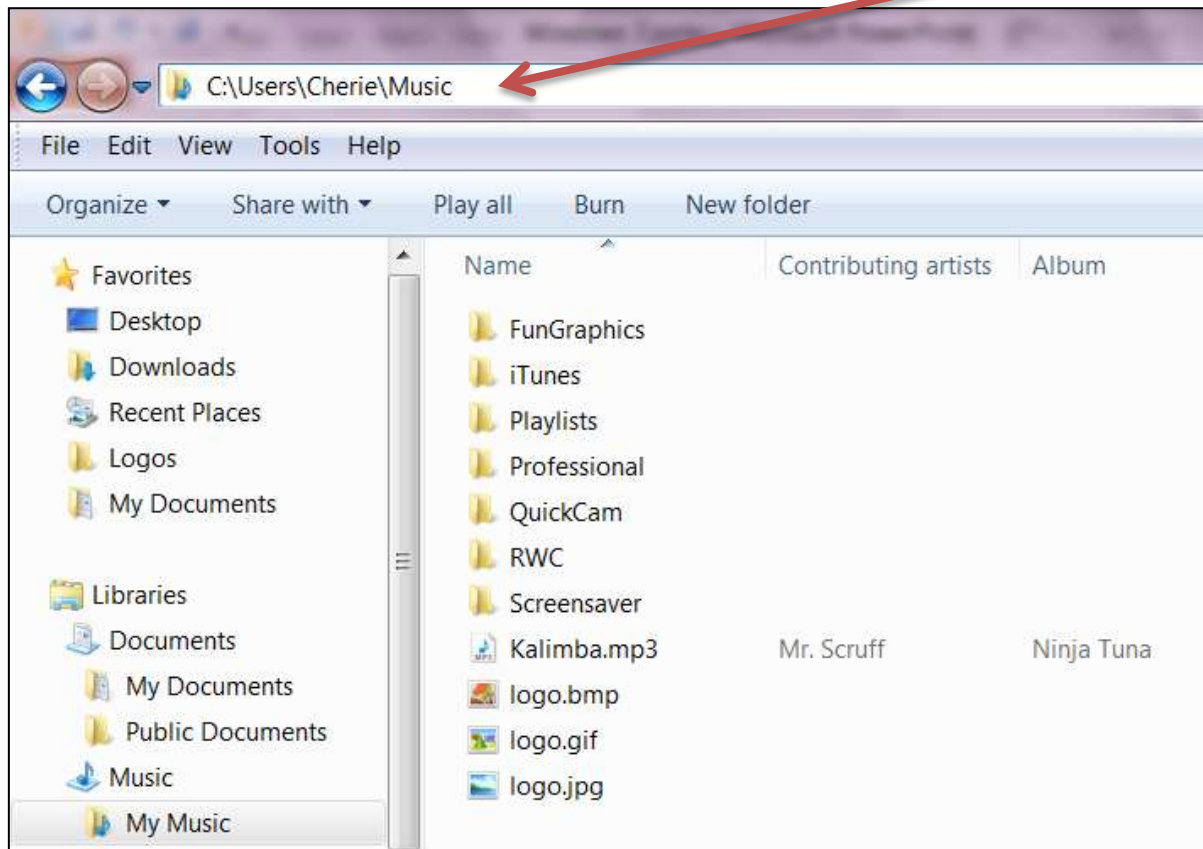 C:\Users\Cherie\Music
File Edit View Tools Help
Organize Share with Play all Burn New folder
Favorites
Desktop
Downloads
Recent Places
Logos
My Documents
Libraries
Documents
My Documents
Public Documents
Music
My Music
Name Contributing artists Album
FunGraphics
iTunes
Playlists
Professional
QuickCam
RWC
Screensaver
Kalimba.mp3 Mr. Scruff Ninja Tuna
logo.bmp
logo.gif
logo.jpg